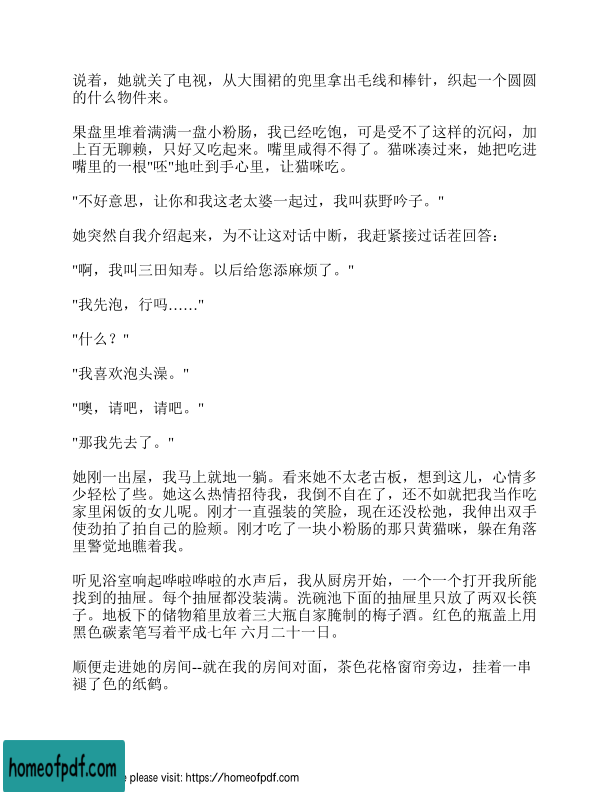 说着，她就关了电视，从大围裙的兜里拿出毛线和棒针，织起一个圆圆
的什么物件来。
果盘里堆着满满一盘小粉肠，我已经吃饱，可是受不了这样的沉闷，加
上百无聊赖，只好又吃起来。嘴里咸得不得了。猫咪凑过来，她把吃进
嘴里的一根"呸"地吐到手心里，让猫咪吃。
"不好意思，让你和我这老太婆一起过，我叫荻野吟子。"
她突然自我介绍起来，为不让这对话中断，我赶紧接过话茬回答：
"啊，我叫三田知寿。以后给您添麻烦了。"
"我先泡，行吗……"
"什么？"
"我喜欢泡头澡。"
"噢，请吧，请吧。"
"那我先去了。"
她刚一出屋，我马上就地一躺。看来她不太老古板，想到这儿，心情多
少轻松了些。她这么热情招待我，我倒不自在了，还不如就把我当作吃
家里闲饭的女儿呢。刚才一直强装的笑脸，现在还没松弛，我伸出双手
使劲拍了拍自己的脸颊。刚才吃了一块小粉肠的那只黄猫咪，躲在角落
里警觉地瞧着我。
听见浴室响起哗啦哗啦的水声后，我从厨房开始，一个一个打开我所能
找到的抽屉。每个抽屉都没装满。洗碗池下面的抽屉里只放了两双长筷
子。地板下的储物箱里放着三大瓶自家腌制的梅子酒。红色的瓶盖上用
黑色碳素笔写着平成七年 六月二十一日。
顺便走进她的房间--就在我的房间对面，茶色花格窗帘旁边，挂着一串
褪了色的纸鹤。
homeofpdf.com
e please visit: https://homeofpdf.com